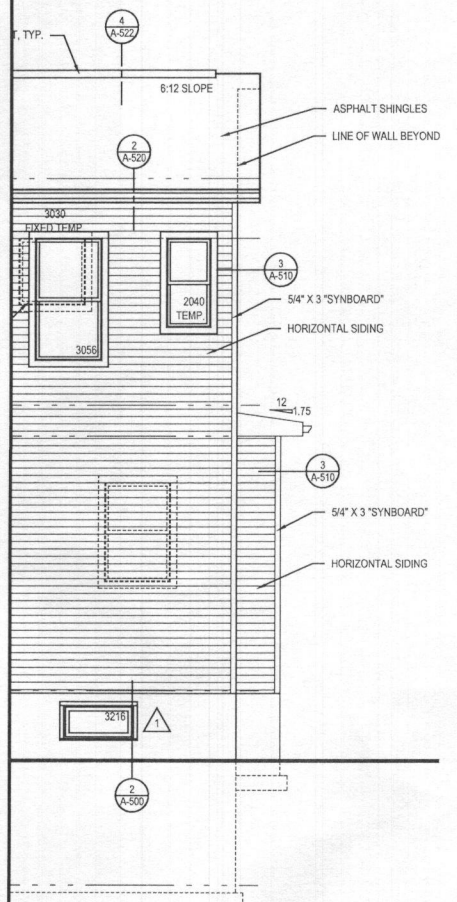 4
A-522
T, TYP.
6:12 SLOPE
ASPHALT SHINGLES
LINE OF WALL BEYOND
2
A-520
3030
FIXED TEMP
3
A-510
2040
TEMP.
5/4" X 3 "SYNBOARD"
HORIZONTAL SIDING
3056
12
1.75
3
A-510
5/4" X 3 "SYNBOARD"
HORIZONTAL SIDING
3216
1
2
A-500